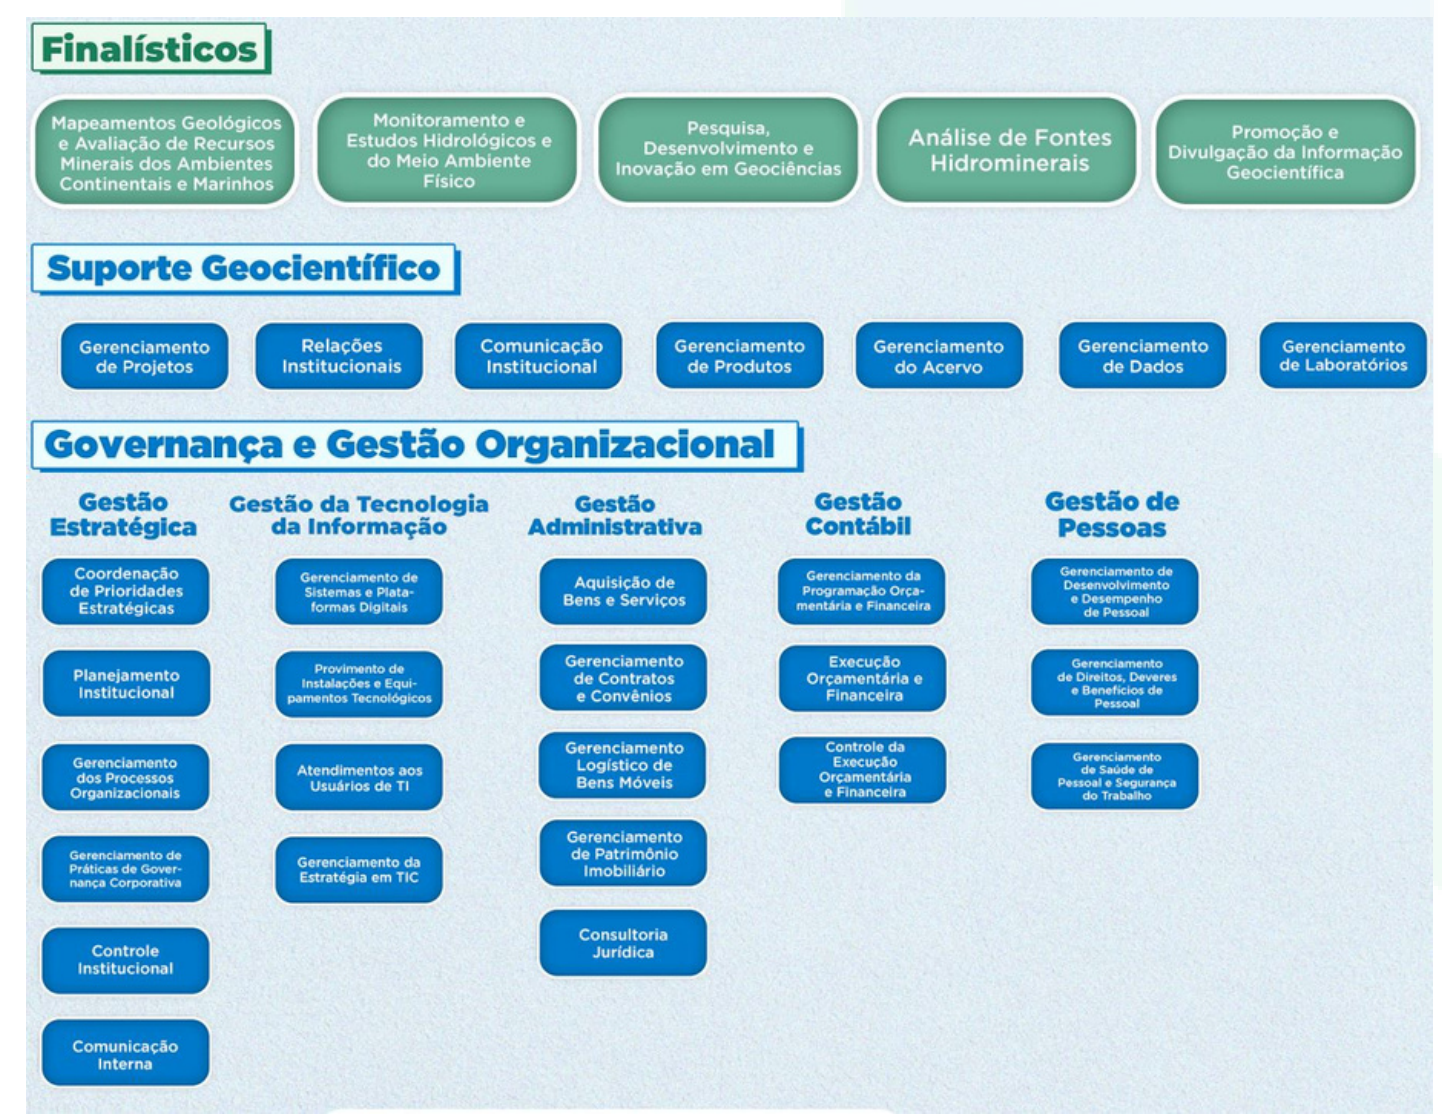 Finalísticos
Mapeamentos Geológicos
e Avaliação de Recursos
Minerais dos Ambientes
Continentais e Marinhos
Monitoramento e
Estudos Hidrológicos e
do Meio Ambiente
Físico
Pesquisa,
Desenvolvimento e
Inovação em Geociências
Análise de Fontes
Hidrominerais
Promoção e
Divulgação da Informação
Geocientífica
Suporte Geocientífico
Gerenciamento
de Projetos
Relações
Institucionais
Comunicação
Institucional
Gerenciamento
de Produtos
Gerenciamento
do Acervo
Gerenciamento
de Dados
Gerenciamento
de Laboratórios
Governança e Gestão Organizacional
Gestão
Estratégica
Coordenação
de Prioridades
Estratégicas
Planejamento
Institucional
Gerenciamento
dos Processos
Organizacionais
Gerenciamento de
Práticas de Gover-
nança Corporativa
Controle
Institucional
Comunicação
Interna
Gestão da Tecnologia
da Informação
Gerenciamento de
Sistemas e Plata-
formas Digitais
Provimento de
Instalações e Equi-
pamentos Tecnológicos
Atendimentos aos
Usuários de TI
Gerenciamento da
Estratégia em TIC
Gestão
Administrativa
Aquisição de
Bens e Serviços
Gerenciamento
de Contratos
e Convênios
Gerenciamento
Logístico de
Bens Móveis
Gerenciamento
de Patrimônio
Imobiliário
Consultoria
Jurídica
Gestão
Contábil
Gerenciamento da
Programação Orça-
mentária e Financeira
Execução
Orçamentária e
Financeira
Controle da
Execução
Orçamentária
e Financeira
Gestão de
Pessoas
Gerenciamento de
Desenvolvimento
e Desempenho
de Pessoal
Gerenciamento
de Direitos, Deveres
e Benefícios de
Pessoal
Gerenciamento
de Saúde de
Pessoal e Segurança
do Trabalho